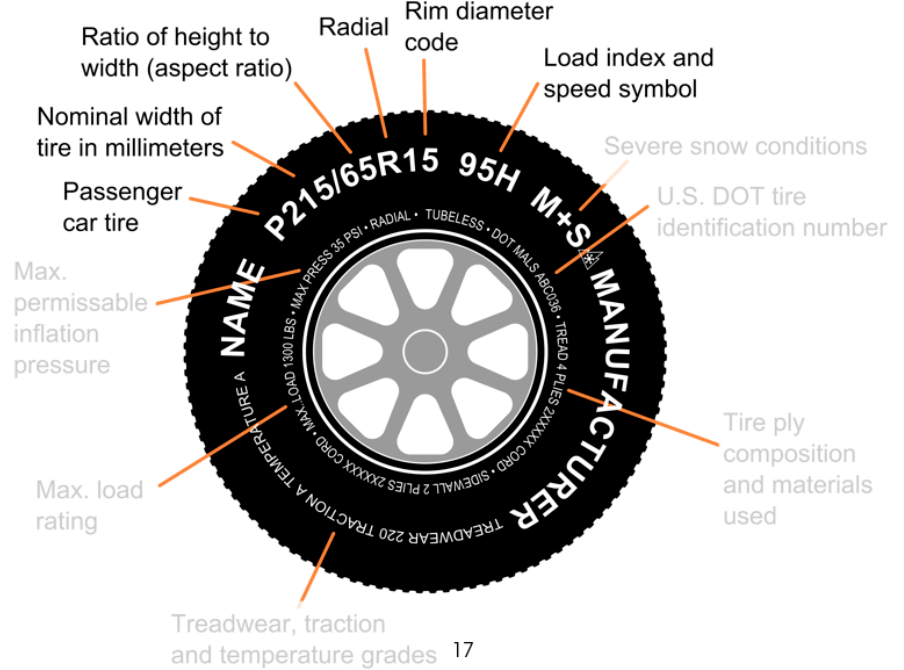 Rim diameter
code
Radial
Ratio of height to
width (aspect ratio)
Load index and
speed symbol
Nominal width of
tire in millimeters
Passenger
car tire
Severe snow conditions
U.S. DOT tire
identification number
Max.
permissable
inflation
pressure
Tire ply
composition
and materials
used
Max. load
rating
Treadwear, traction
and temperature grades
17
NAME P215/65R15 95H M+S MANUFACTURER
TREADWEAR 220 TRACTION A TEMPERATURE A
MAX. LOAD 1300 LBS • MAX PRESS 35 PSI • RADIAL • TUBELESS • DOT MALS ABC036 • TREAD 4 PLIES 2XXXXX CORD • SIDEWALL 2 PLIES 2XXXXX CORD •